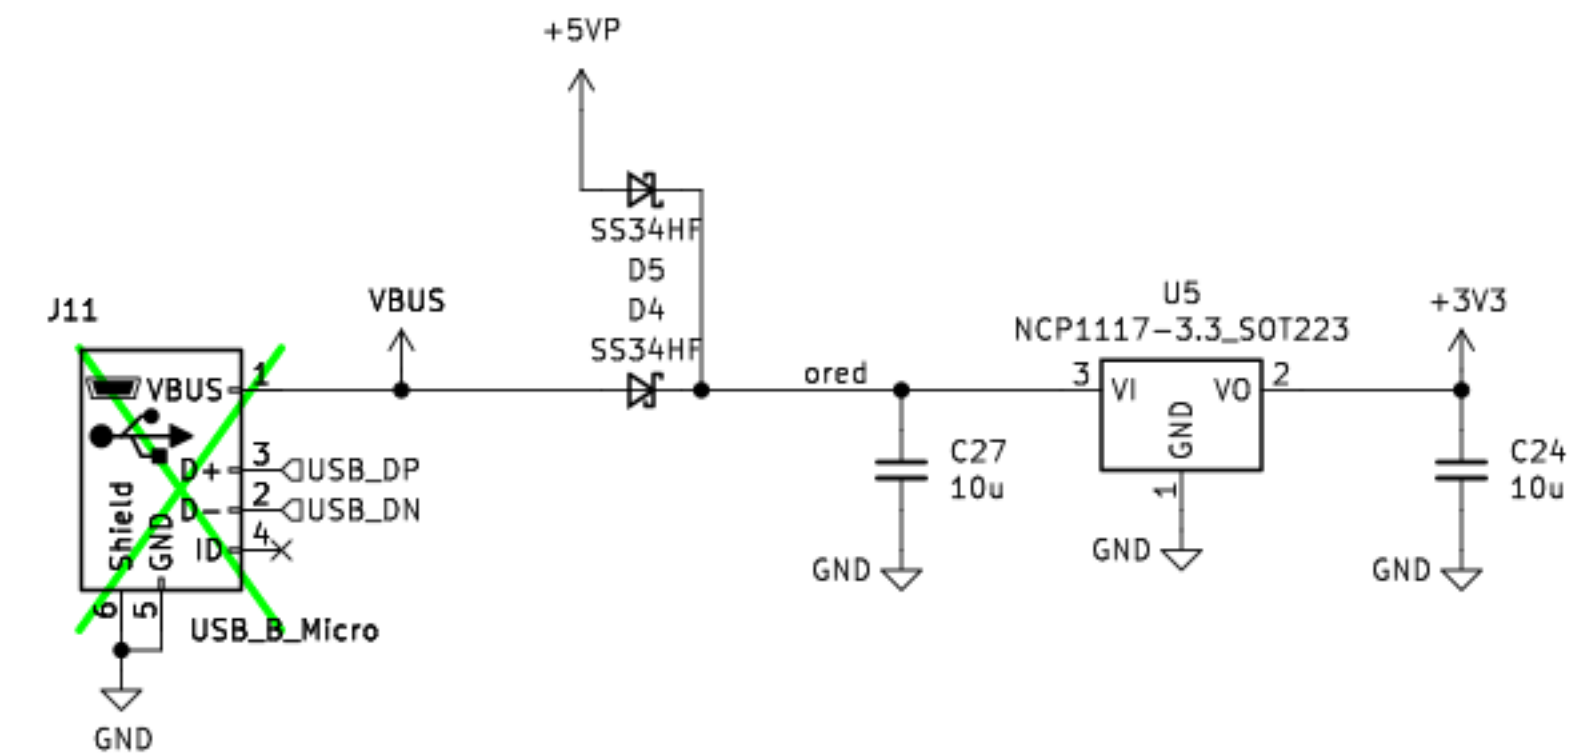 +5VP
SS34HF
D5
D4
SS34HF
J11
VBUS
VBUS
1
D+
3
USB_DP
D-
2
USB_DN
ID
4
Shield
GND
6
5
USB_B_Micro
GND
ored
C27
10u
GND
U5
NCP1117-3.3_SOT223
3
VI
VO
2
GND
1
GND
+3V3
C24
10u
GND